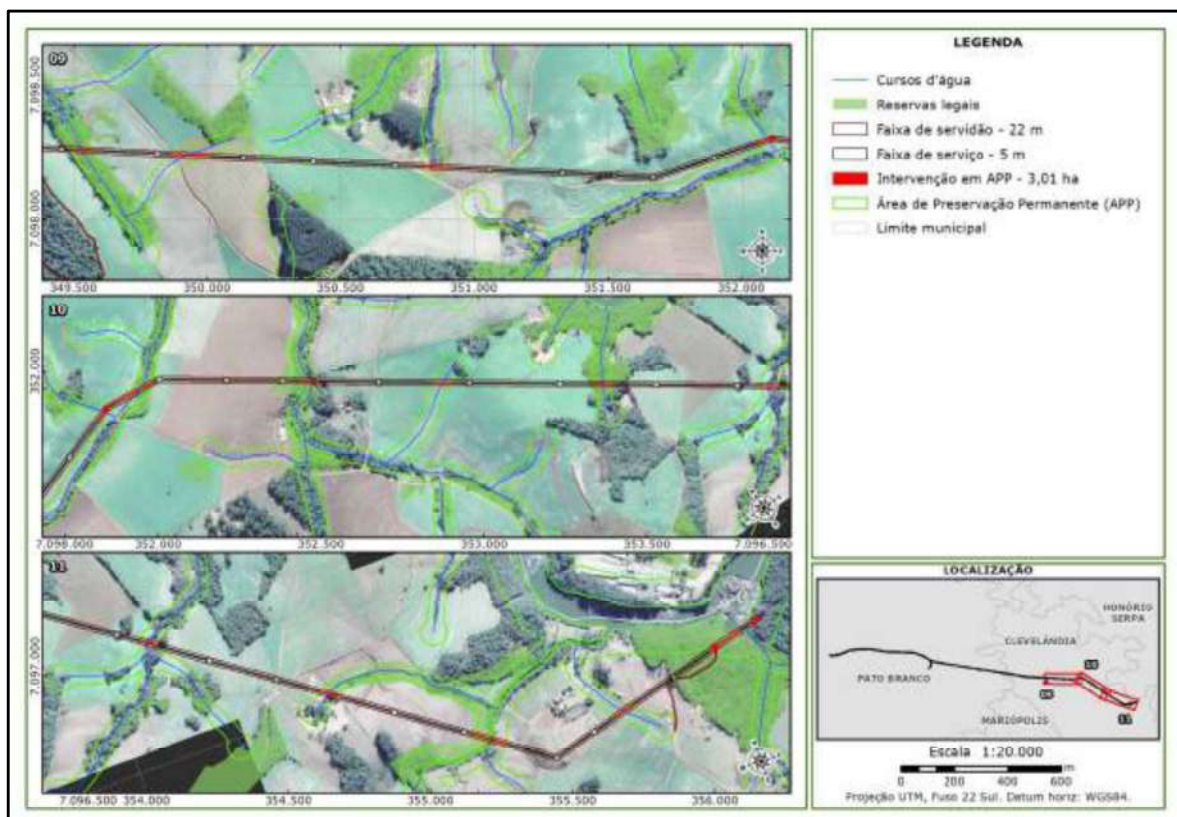 09
7.098.500
7.098.000
349.500 350.000 350.500 351.000 351.500 352.000
10
352.000
7.098.000 352.000 352.500 353.000 353.500 7.096.500
11
7.097.000
7.096.500 354.000 354.500 355.000 355.500 356.000
LEGENDA
Cursos d'água
Reservas legais
Faixa de servidão - 22 m
Faixa de serviço - 5 m
Intervenção em APP - 3,01 ha
Área de Preservação Permanente (APP)
Limite municipal
LOCALIZAÇÃO
HONÓRIO
SERPA
CLEVELÂNDIA
PATO BRANCO
MARIÓPOLIS
09
10
11
Escala 1:20.000
0 200 400 600 m
Projeção UTM, Fuso 22 Sul. Datum horiz: WGS84.